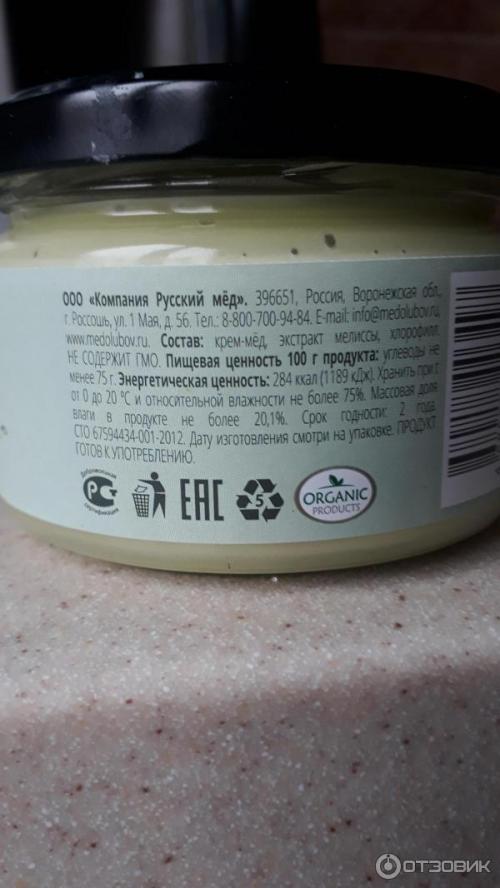 ООО «Компания Русский мёд». 396651, Россия, Воронежская обл.,
г. Россошь, ул. 1 Мая, д. 56. Тел.: 8-800-700-94-84. E-mail: info@medolubov.ru,
www.medolubov.ru. Состав: крем-мёд, экстракт мелиссы, хлорофилл.
НЕ СОДЕРЖИТ ГМО. Пищевая ценность 100 г продукта: углеводы не
менее 75 г. Энергетическая ценность: 284 ккал (1189 кДж). Хранить при t
от 0 до 20 °С и относительной влажности не более 75%. Массовая доля
влаги в продукте не более 20,1%. Срок годности: 2 года.
СТО 67594434-001-2012. Дату изготовления смотри на упаковке. ПРОДУКТ
ГОТОВ К УПОТРЕБЛЕНИЮ.
Добровольная
сертификация
ЕАС
5
ORGANIC
PRODUCTS
ОТЗОВИК